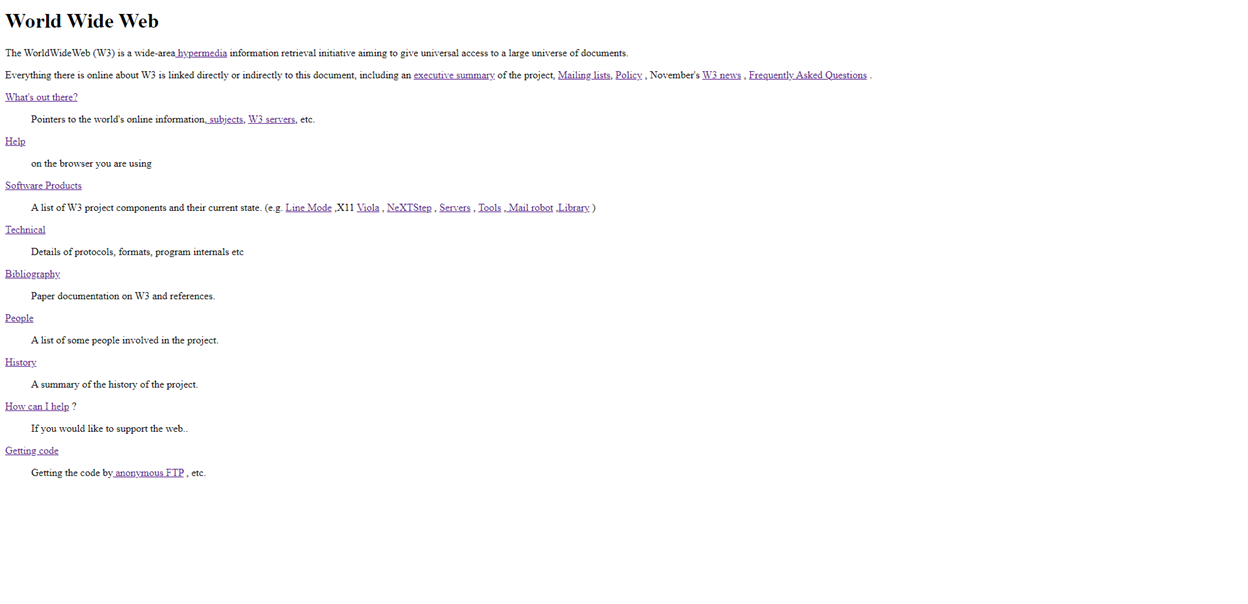 World Wide Web
The WorldWideWeb (W3) is a wide-area hypermedia information retrieval initiative aiming to give universal access to a large universe of documents.
Everything there is online about W3 is linked directly or indirectly to this document, including an executive summary of the project, Mailing lists, Policy , November's W3 news , Frequently Asked Questions .
What's out there?
Pointers to the world's online information, subjects, W3 servers, etc.
Help
on the browser you are using
Software Products
A list of W3 project components and their current state. (e.g. Line Mode ,X11 Viola , NeXTStep , Servers , Tools , Mail robot ,Library )
Technical
Details of protocols, formats, program internals etc
Bibliography
Paper documentation on W3 and references.
People
A list of some people involved in the project.
History
A summary of the history of the project.
How can I help ?
If you would like to support the web..
Getting code
Getting the code by anonymous FTP , etc.